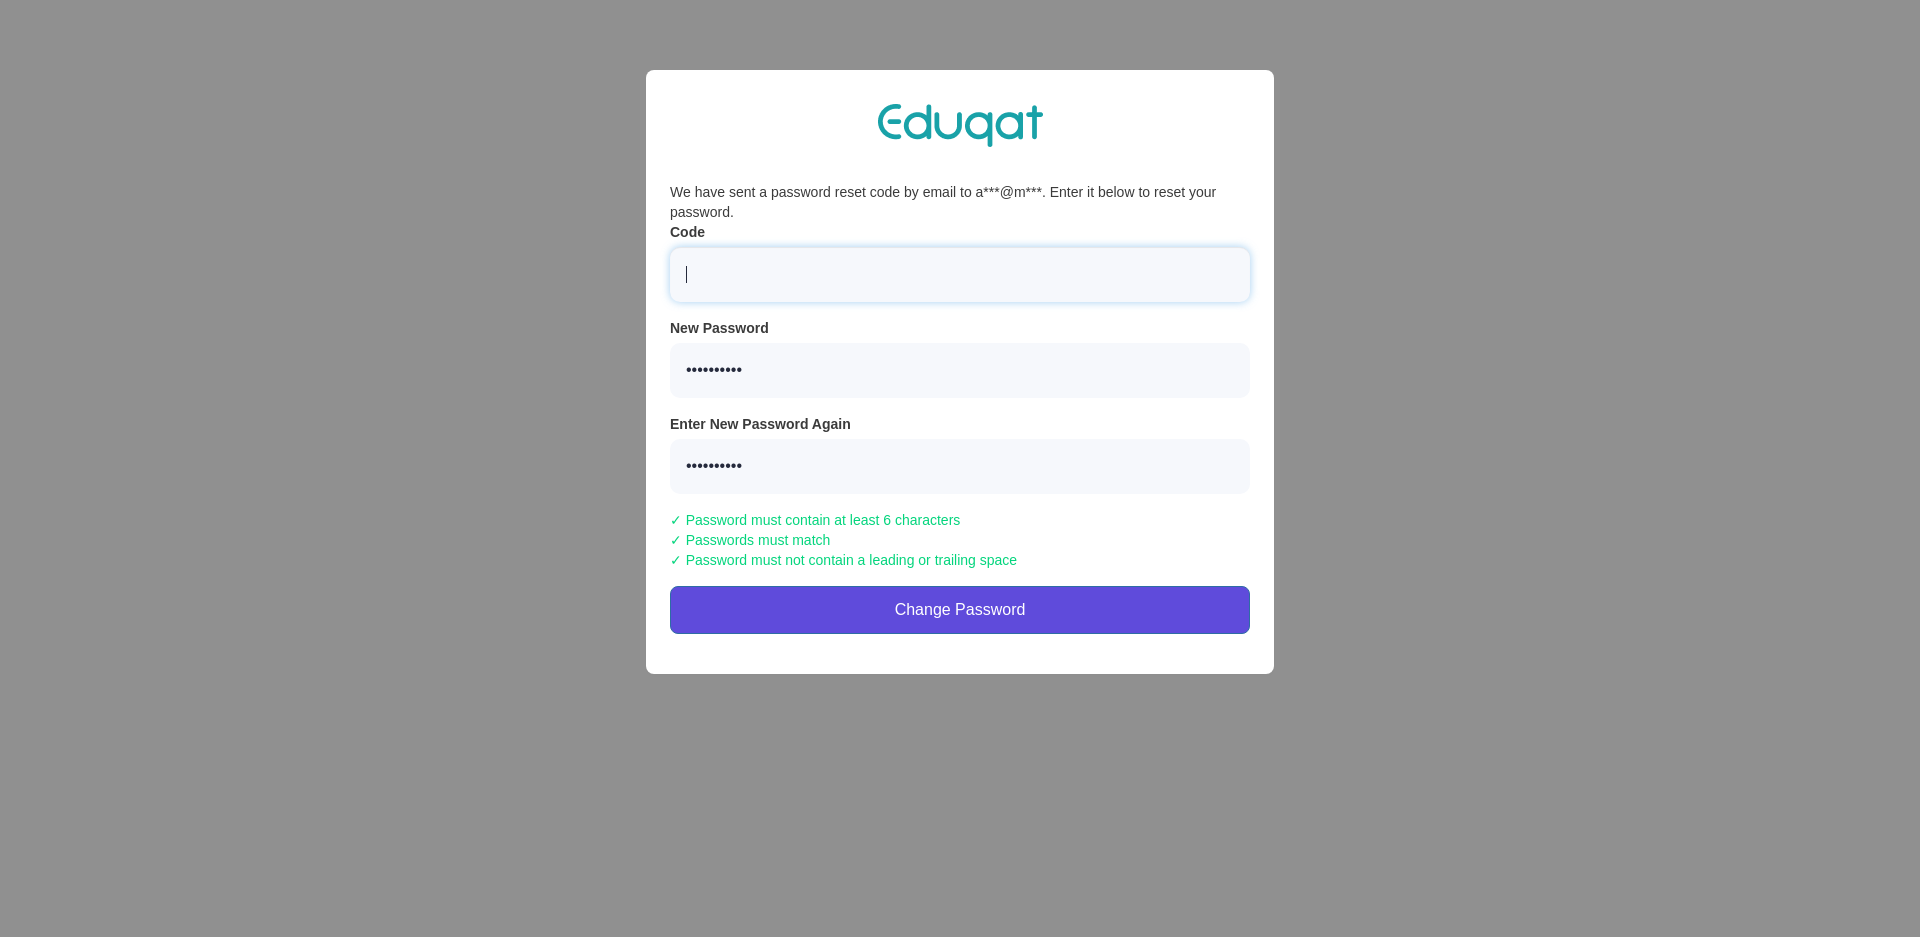 Eduqat
We have sent a password reset code by email to a***@m***. Enter it below to reset your
password.
Code
New Password
••••••••••
Enter New Password Again
••••••••••
✓ Password must contain at least 6 characters
✓ Passwords must match
✓ Password must not contain a leading or trailing space
Change Password